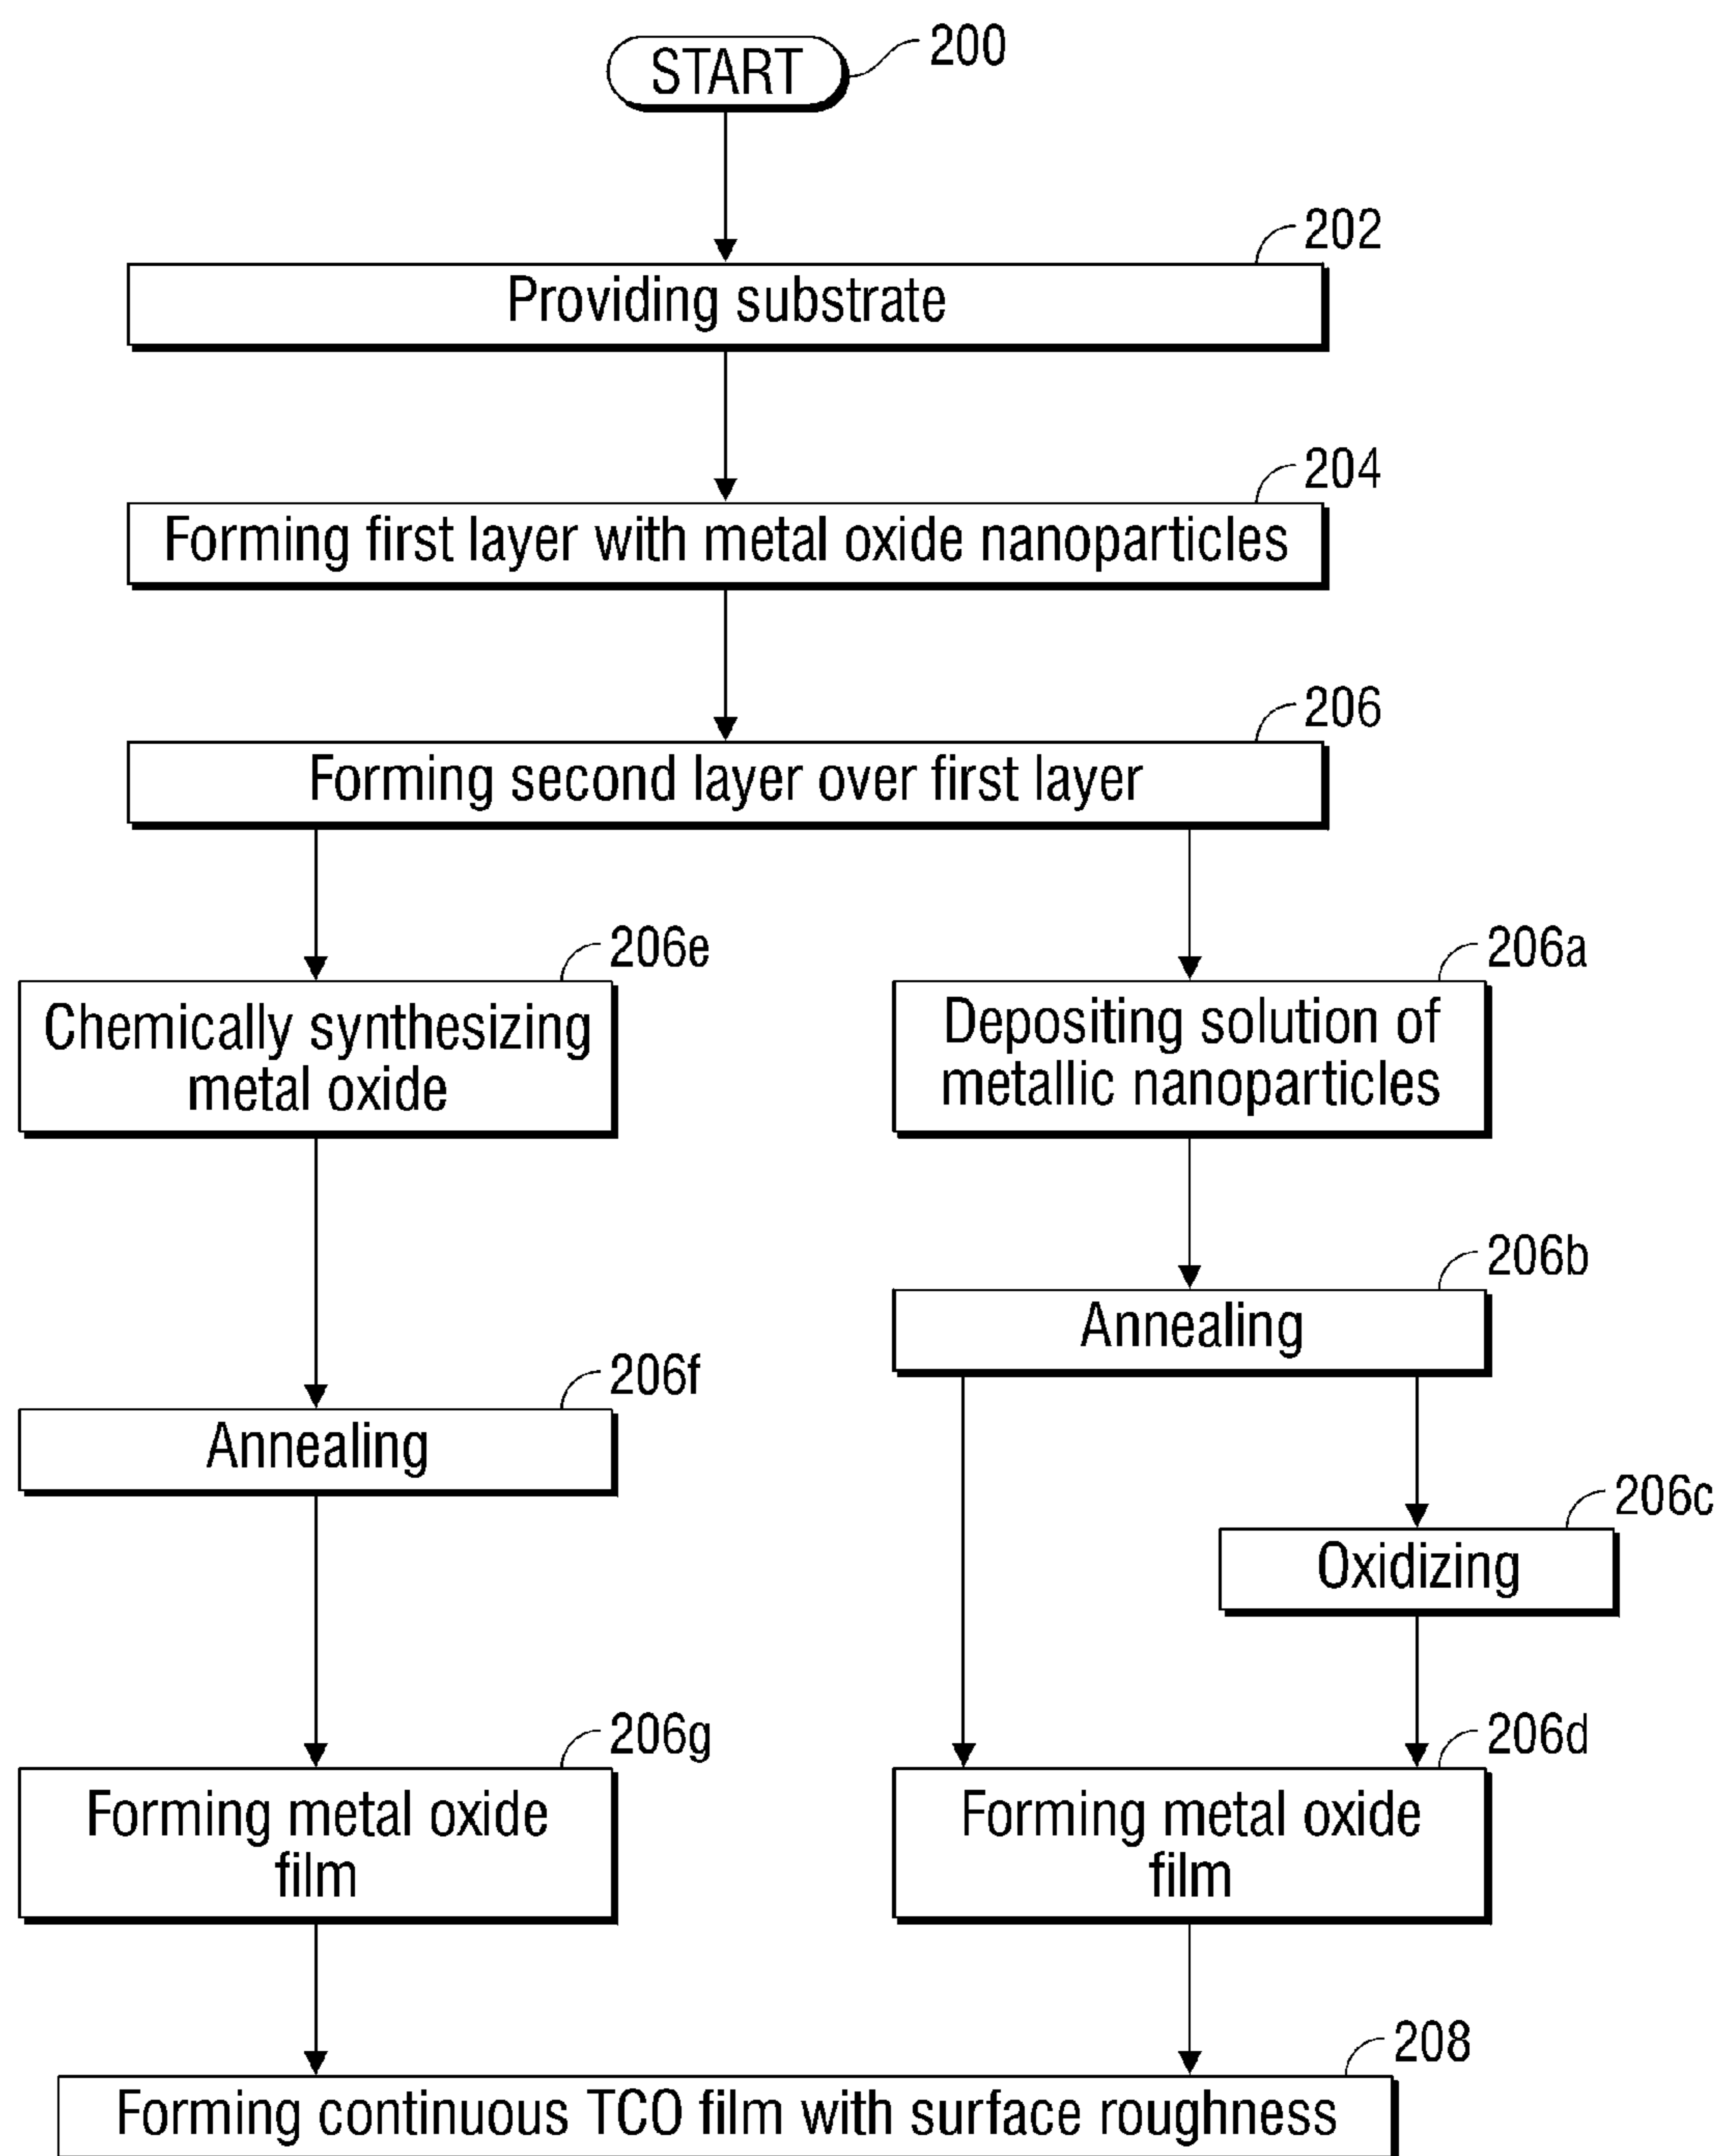 START
200
202
Providing substrate
204
Forming first layer with metal oxide nanoparticles
206
Forming second layer over first layer
206e
Chemically synthesizing
metal oxide
206a
Depositing solution of
metallic nanoparticles
206b
Annealing
206f
Annealing
206c
Oxidizing
206g
Forming metal oxide
film
206d
Forming metal oxide
film
208
Forming continuous TCO film with surface roughness